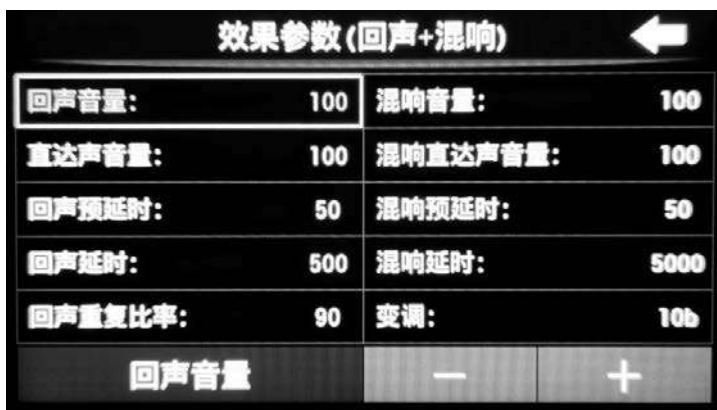 效果参数(回声+混响)
回声音量: 100 混响音量: 100
直达声音量: 100 混响直达声音量: 100
回声预延时: 50 混响预延时: 50
回声延时: 500 混响延时: 5000
回声重复比率: 90 变调: 10b
回声音量 − +